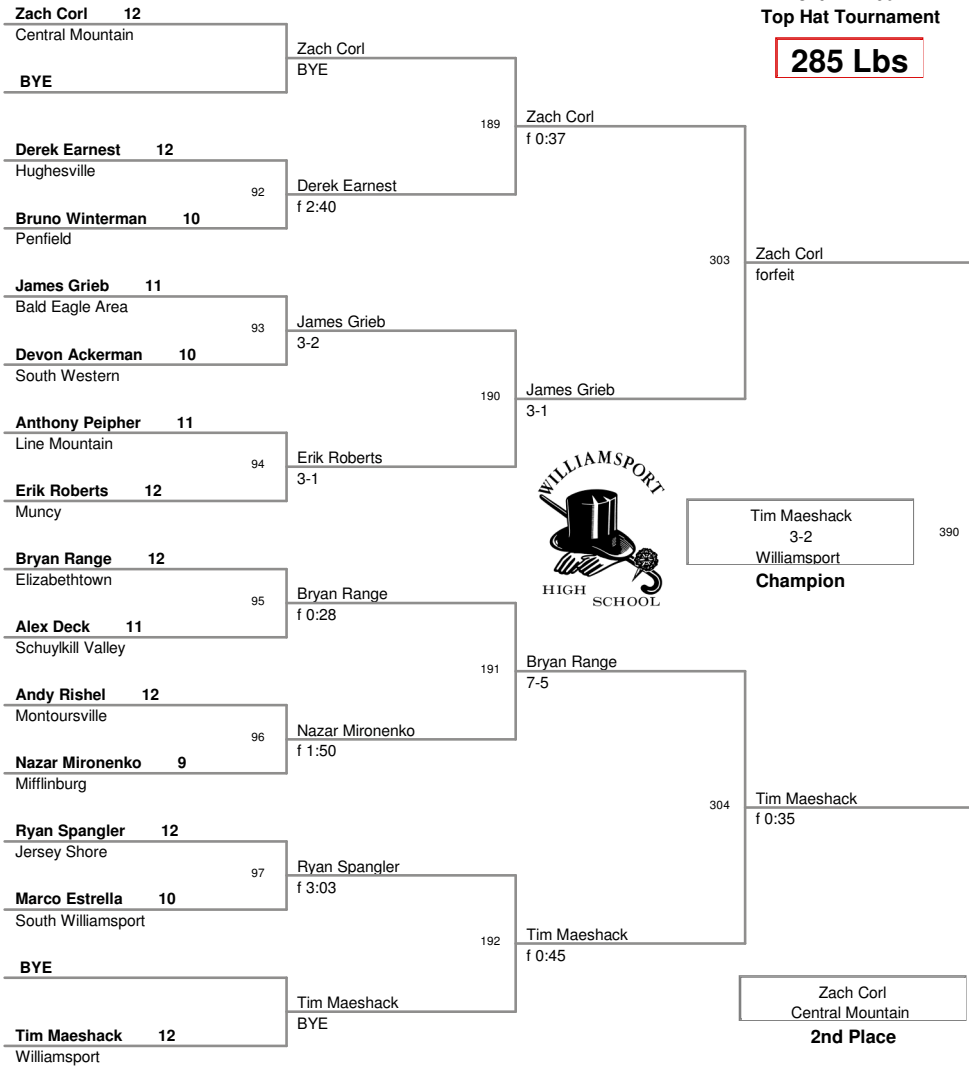 Top Hat Tournament
285 Lbs
Zach Corl 12
Central Mountain
BYE
Derek Earnest 12
Hughesville
Bruno Winterman 10
Penfield
James Grieb 11
Bald Eagle Area
Devon Ackerman 10
South Western
Anthony Peipher 11
Line Mountain
Erik Roberts 12
Muncy
Bryan Range 12
Elizabethtown
Alex Deck 11
Schuylkill Valley
Andy Rishel 12
Montoursville
Nazar Mironenko 9
Mifflinburg
Ryan Spangler 12
Jersey Shore
Marco Estrella 10
South Williamsport
BYE
Tim Maeshack 12
Williamsport
92
93
94
95
96
97
Zach Corl
BYE
Derek Earnest
f 2:40
James Grieb
3-2
Erik Roberts
3-1
Bryan Range
f 0:28
Nazar Mironenko
f 1:50
Ryan Spangler
f 3:03
Tim Maeshack
BYE
189
190
191
192
Zach Corl
f 0:37
James Grieb
3-1
Bryan Range
7-5
Tim Maeshack
f 0:45
303
304
Zach Corl
forfeit
Tim Maeshack
f 0:35
WILLIAMSPORT
HIGH SCHOOL
Tim Maeshack
3-2
Williamsport
Champion
390
Zach Corl
Central Mountain
2nd Place